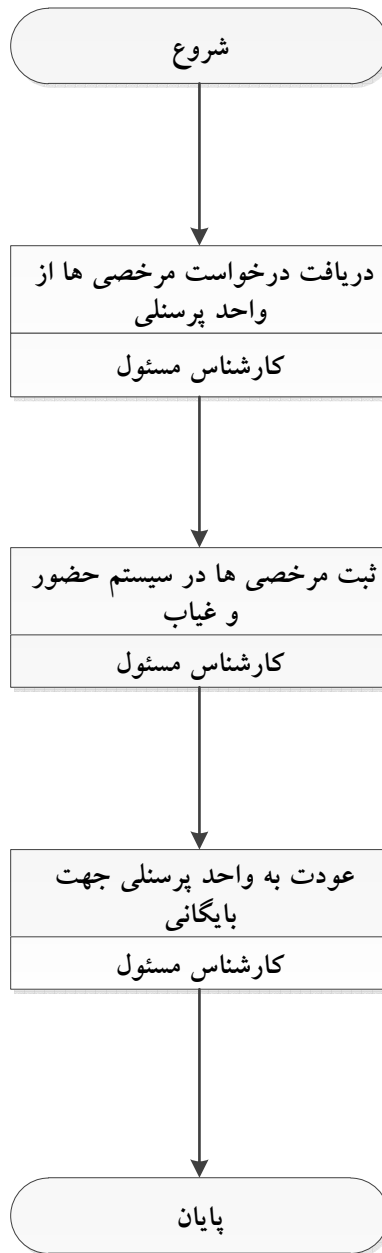 شروع
دریافت درخواست مرخصی ها از
واحد پرسنلی
کارشناس مسئول
ثبت مرخصی ها در سیستم حضور
و غیاب
کارشناس مسئول
عودت به واحد پرسنلی جهت
بایگانی
کارشناس مسئول
پایان